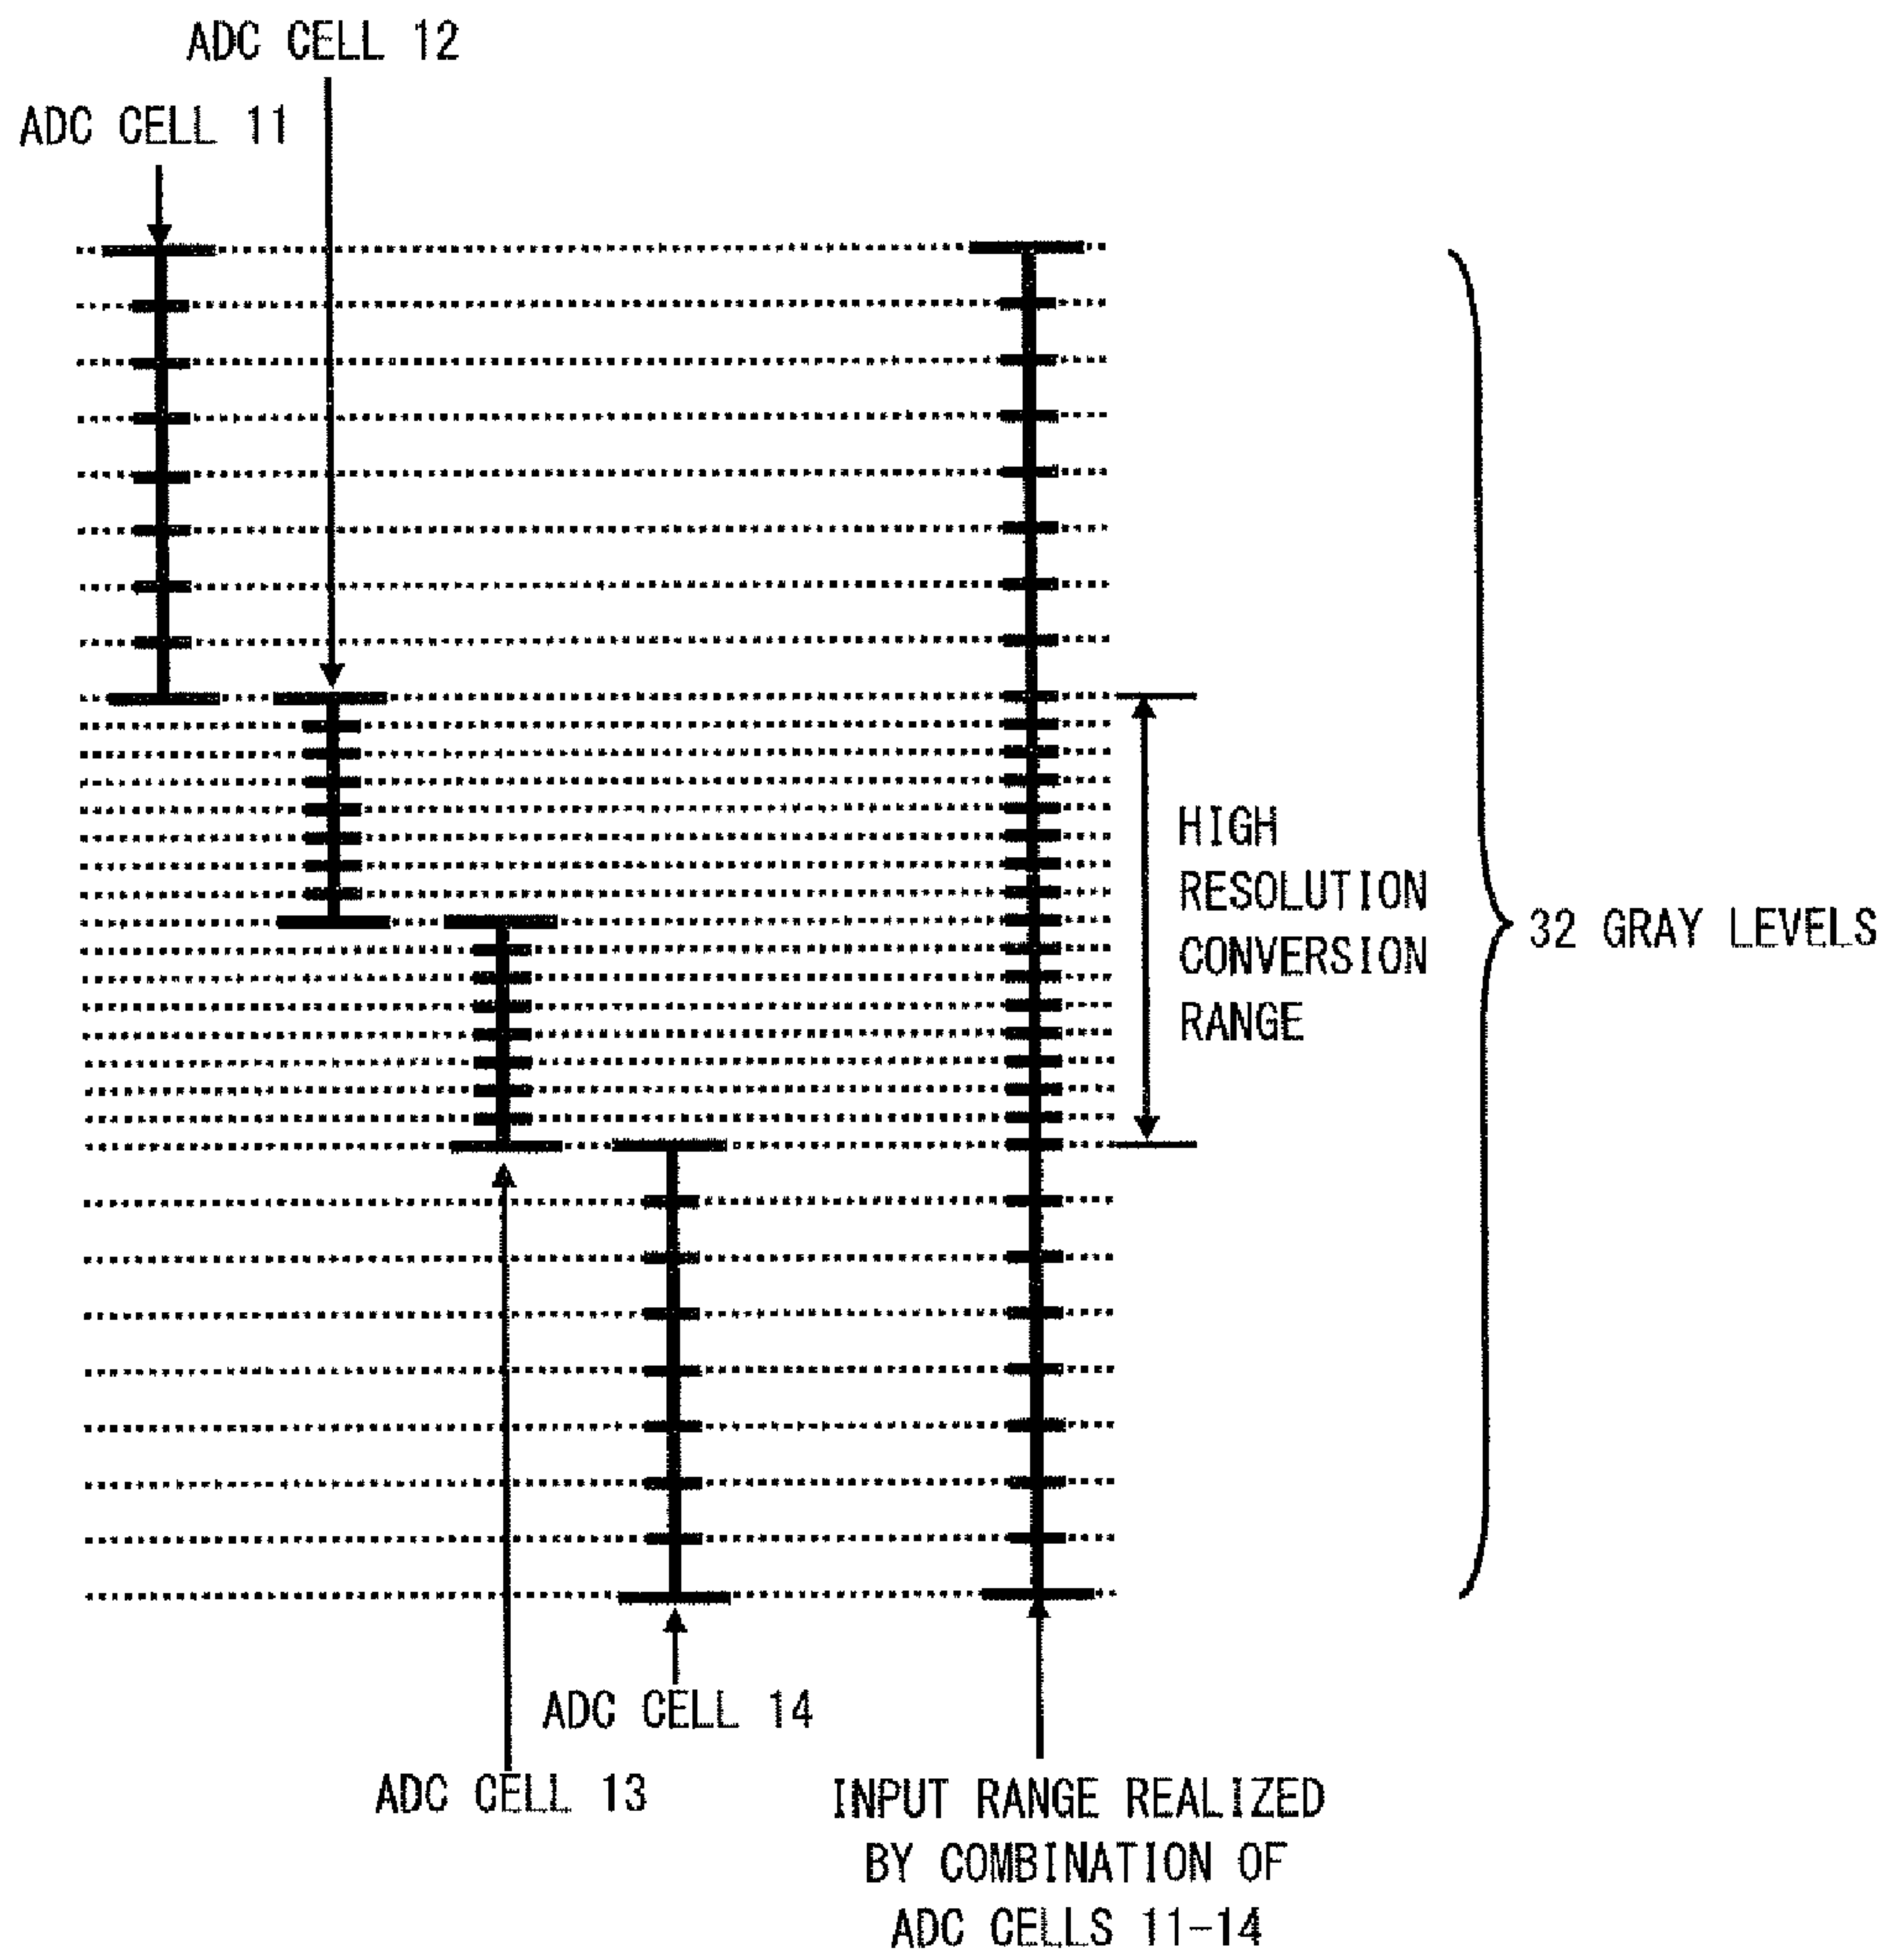 ADC CELL 12
ADC CELL 11
HIGH
RESOLUTION
CONVERSION
RANGE
32 GRAY LEVELS
ADC CELL 14
ADC CELL 13
INPUT RANGE REALIZED
BY COMBINATION OF
ADC CELLS 11-14